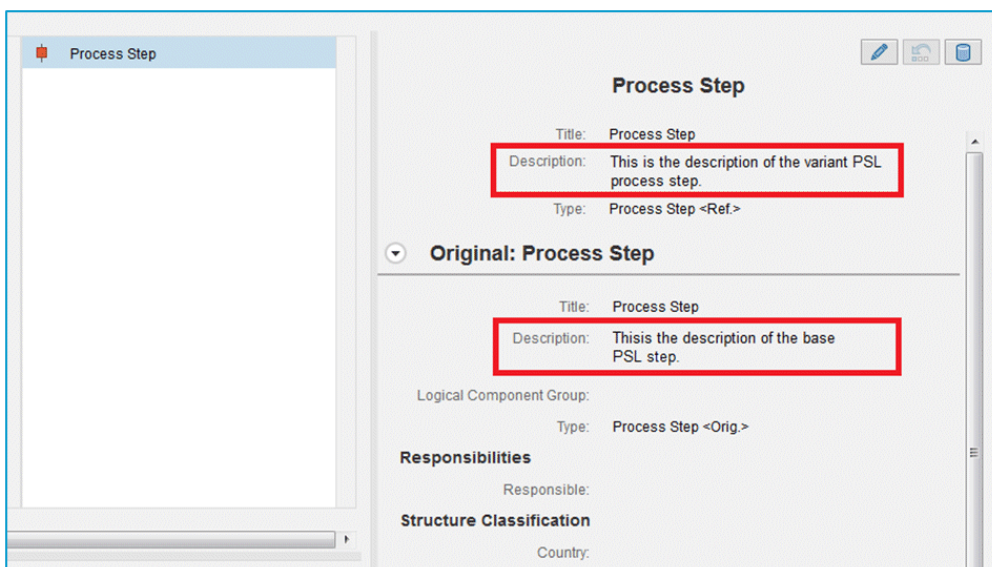 Process Step
Process Step
Title: Process Step
Description: This is the description of the variant PSL
process step.
Type: Process Step <Ref.>
Original: Process Step
Title: Process Step
Description: Thisis the description of the base
PSL step.
Logical Component Group:
Type: Process Step <Orig.>
Responsibilities
Responsible:
Structure Classification
Country: